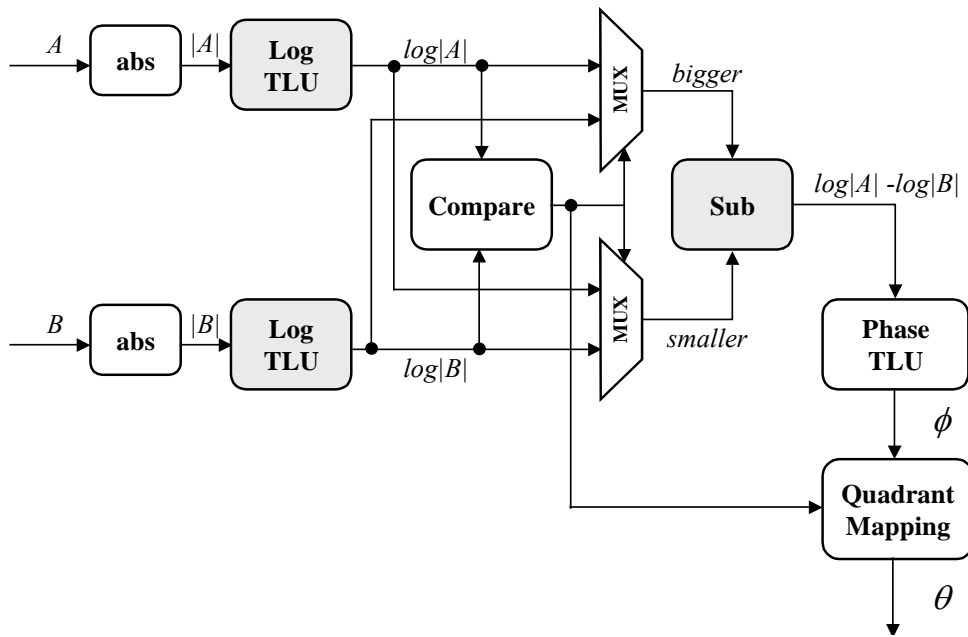 A
abs
|A|
Log
TLU
log|A|
MUX
bigger
Compare
Sub
log|A| -log|B|
B
abs
|B|
Log
TLU
log|B|
MUX
smaller
Phase
TLU
ϕ
Quadrant
Mapping
θ